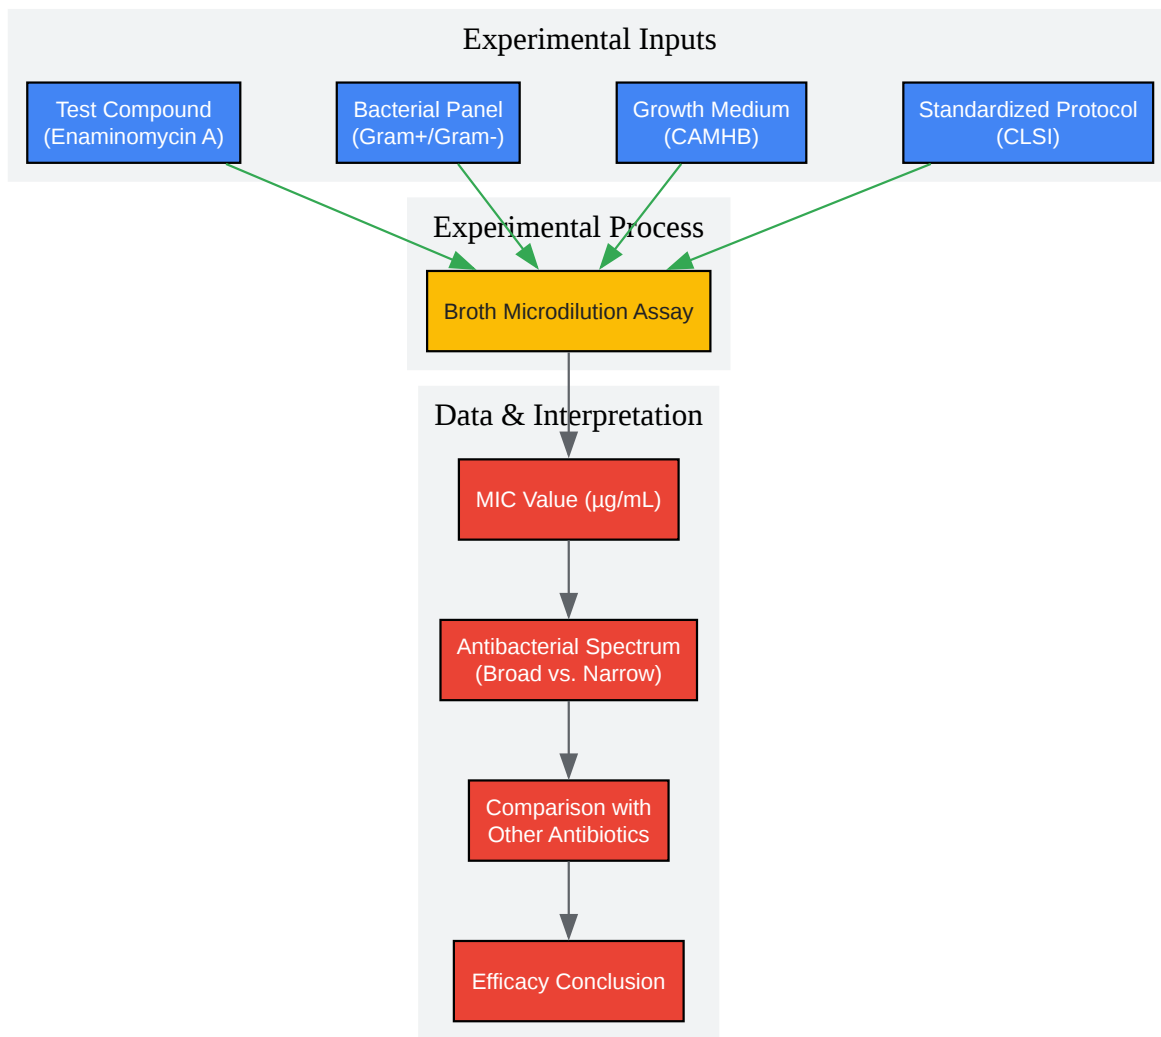 Experimental Inputs
Test Compound
(Enaminomycin A)
Bacterial Panel
(Gram+/Gram-)
Growth Medium
(CAMHB)
Standardized Protocol
(CLSI)
Experimental Process
Broth Microdilution Assay
Data & Interpretation
MIC Value (µg/mL)
Antibacterial Spectrum
(Broad vs. Narrow)
Comparison with
Other Antibiotics
Efficacy Conclusion